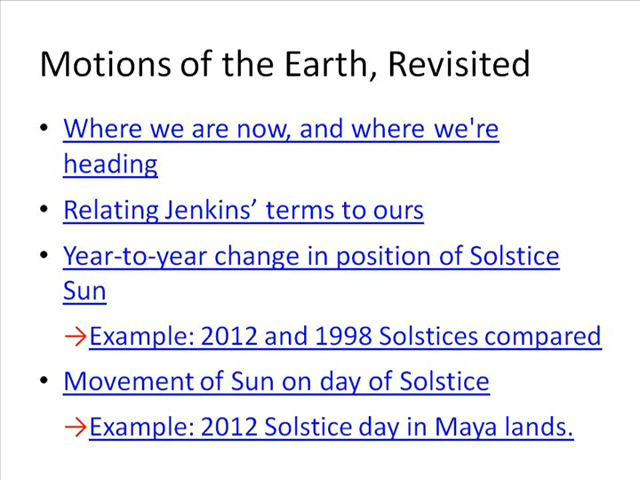 Motions of the Earth, Revisited
• Where we are now, and where we're
heading
• Relating Jenkins’ terms to ours
• Year-to-year change in position of Solstice
Sun
→Example: 2012 and 1998 Solstices compared
• Movement of Sun on day of Solstice
→Example: 2012 Solstice day in Maya lands.